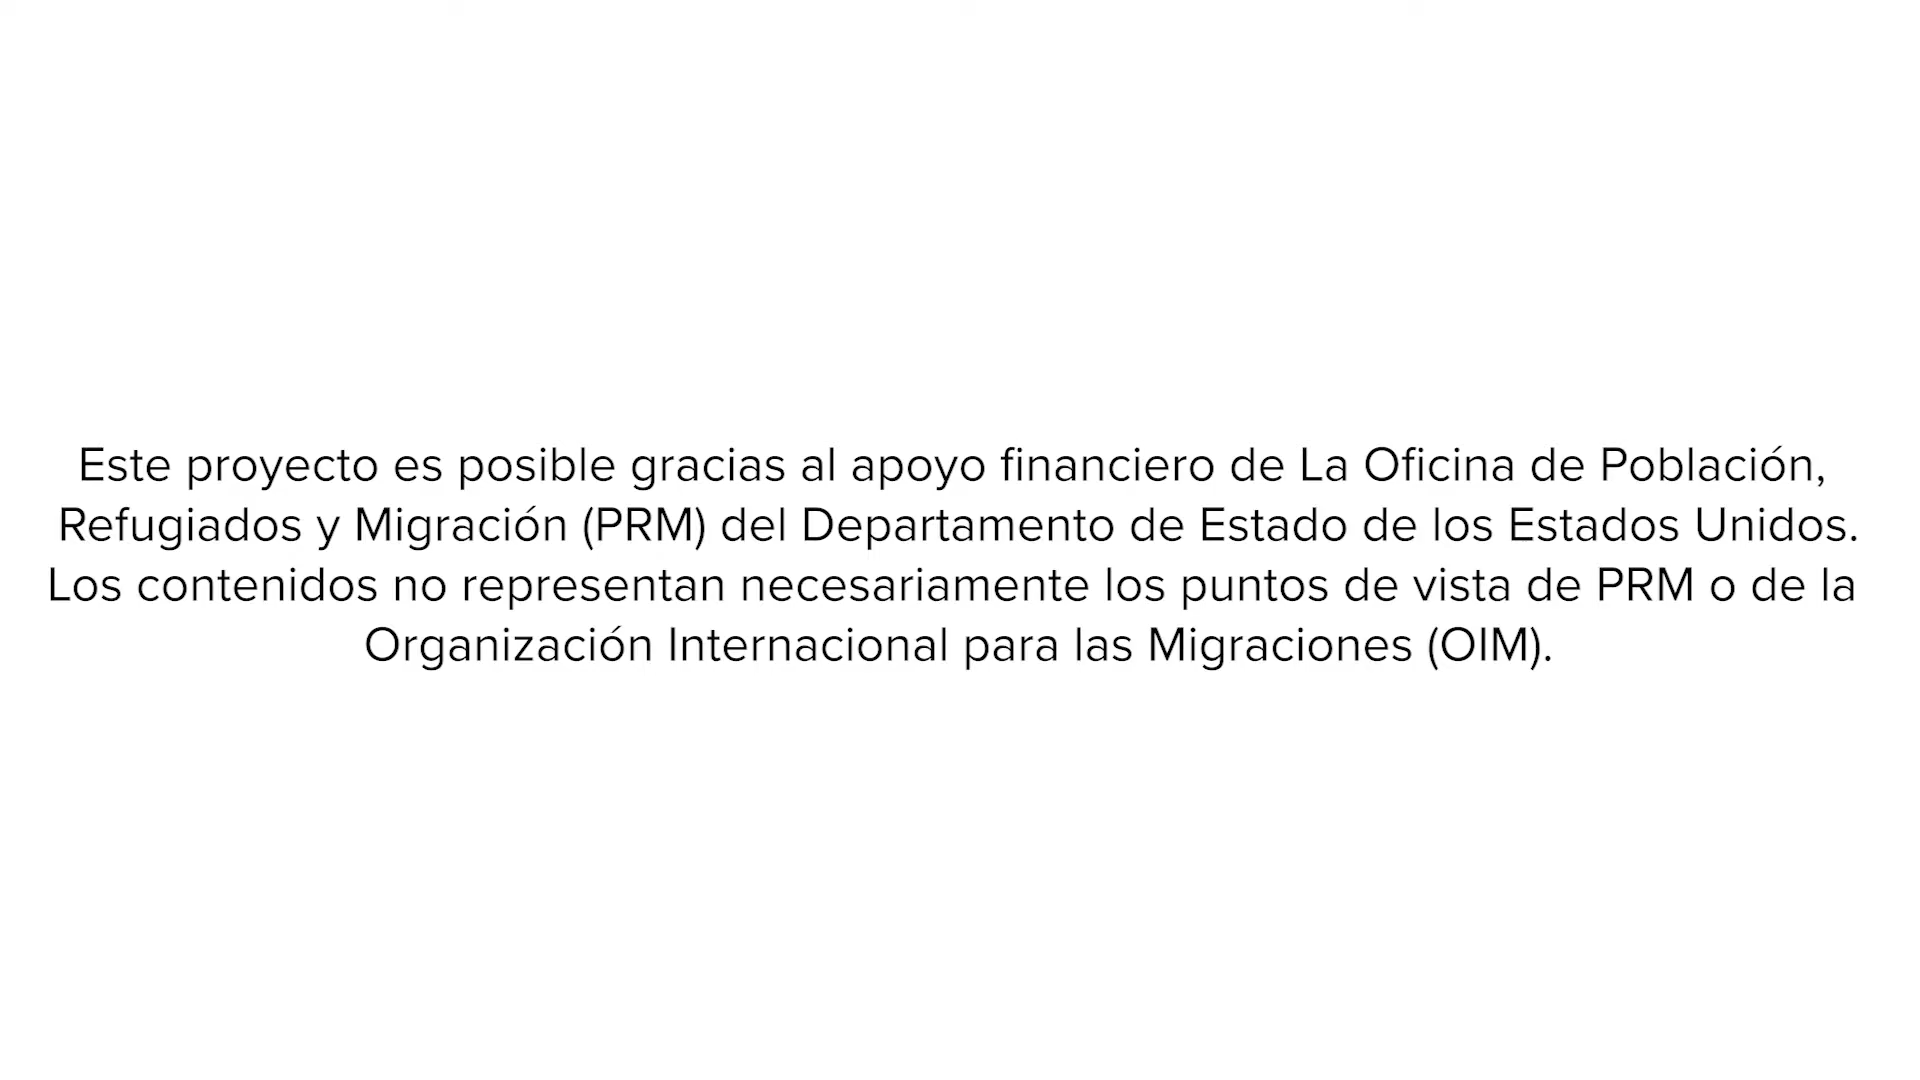 Este proyecto es posible gracias al apoyo financiero de La Oficina de Población,
Refugiados y Migración (PRM) del Departamento de Estado de los Estados Unidos.
Los contenidos no representan necesariamente los puntos de vista de PRM o de la
Organización Internacional para las Migraciones (OIM).